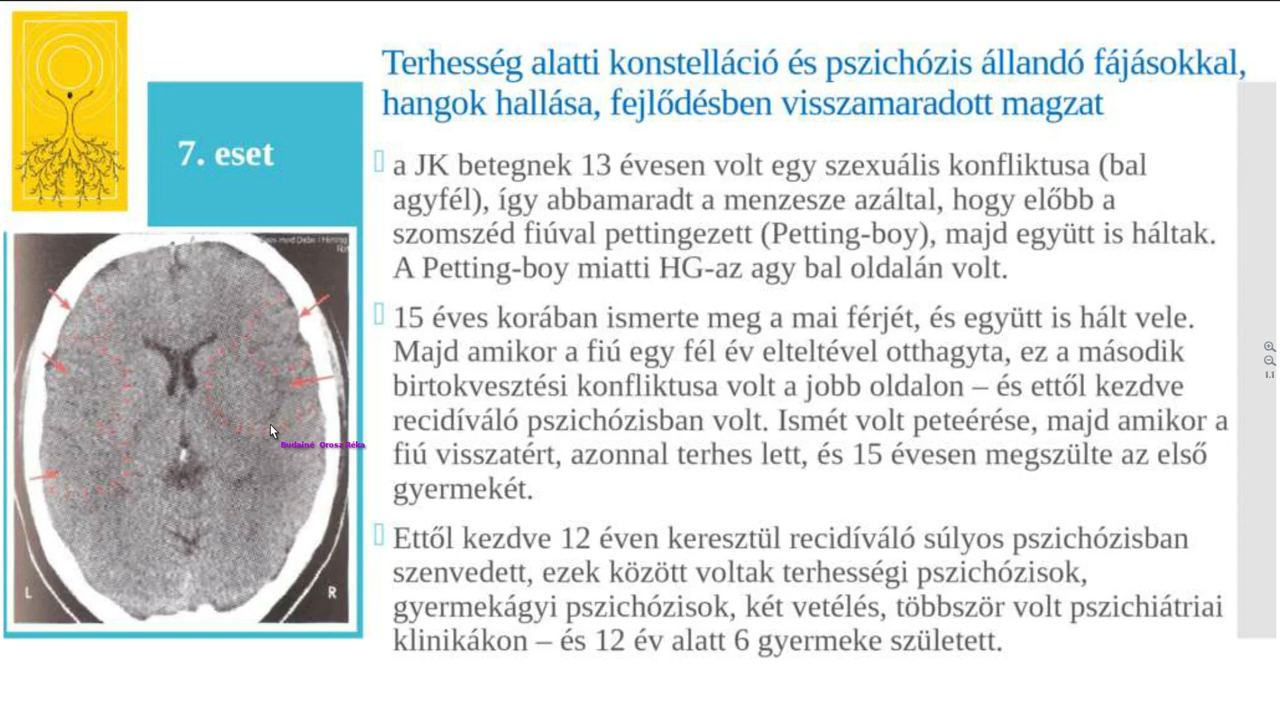 Terhesség alatti konstelláció és pszichózis állandó fájásokkal,
hangok hallása, fejlődésben visszamaradott magzat
7. eset
a JK betegnek 13 évesen volt egy szexuális konfliktusa (bal
agyfél), így abbamaradt a menzesze azáltal, hogy előbb a
szomszéd fiúval pettingezett (Petting-boy), majd együtt is háltak.
A Petting-boy miatti HG-az agy bal oldalán volt.
15 éves korában ismerte meg a mai férjét, és együtt is hált vele.
Majd amikor a fiú egy fél év elteltével otthagyta, ez a második
birtokvesztési konfliktusa volt a jobb oldalon – és ettől kezdve
recidíváló pszichózisban volt. Ismét volt peteérése, majd amikor a
fiú visszatért, azonnal terhes lett, és 15 évesen megszülte az első
gyermekét.
Ettől kezdve 12 éven keresztül recidíváló súlyos pszichózisban
szenvedett, ezek között voltak terhességi pszichózisok,
gyermekágyi pszichózisok, két vetélés, többször volt pszichiátriai
klinikákon – és 12 év alatt 6 gyermeke született.
Budainé Orosz Réka
L
R
1:1